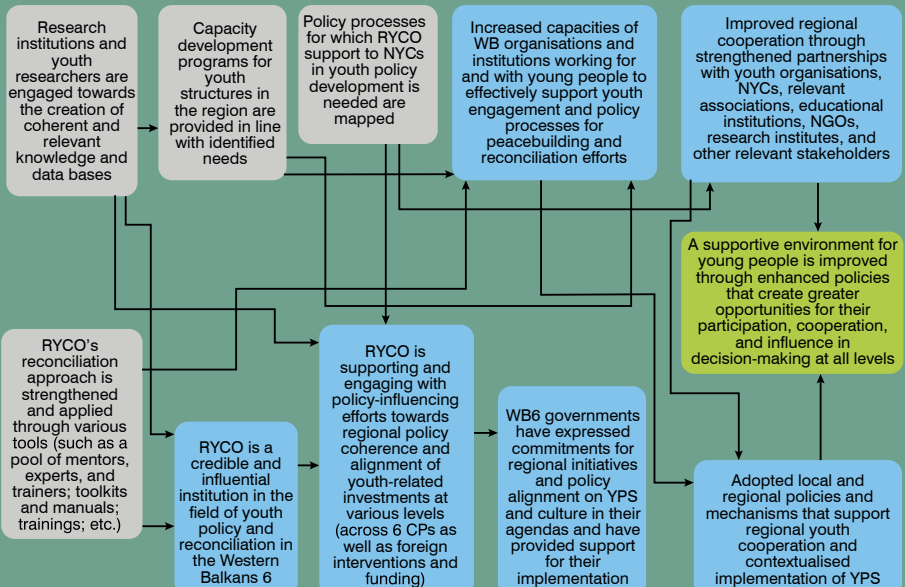 Research
institutions and
youth
researchers are
engaged towards
the creation of
coherent and
relevant
knowledge and
data bases
Capacity
development
programs for
youth
structures in
the region are
provided in line
with identified
needs
Policy processes
for which RYCO
support to NYCs
in youth policy
development is
needed are
mapped
Increased capacities of
WB organisations and
institutions working for
and with young people to
effectively support youth
engagement and policy
processes for
peacebuilding and
reconciliation efforts
Improved regional
cooperation through
strengthened partnerships
with youth organisations,
NYCs, relevant
associations, educational
institutions, NGOs,
research institutes, and
other relevant stakeholders
A supportive environment for
young people is improved
through enhanced policies
that create greater
opportunities for their
participation, cooperation,
and influence in
decision-making at all levels
RYCO's
reconciliation
approach is
strengthened
and applied
through various
tools (such as a
pool of mentors,
experts, and
trainers; toolkits
and manuals;
trainings; etc.)
RYCO is a
credible and
influential
institution in the
field of youth
policy and
reconciliation in
the Western
Balkans 6
RYCO is
supporting and
engaging with
policy-influencing
efforts towards
regional policy
coherence and
alignment of
youth-related
investments at
various levels
(across 6 CPs as
well as foreign
interventions and
funding)
WB6 governments
have expressed
commitments for
regional initiatives
and policy
alignment on YPS
and culture in their
agendas and have
provided support
for their
implementation
Adopted local and
regional policies and
mechanisms that support
regional youth
cooperation and
contextualised
implementation of YPS